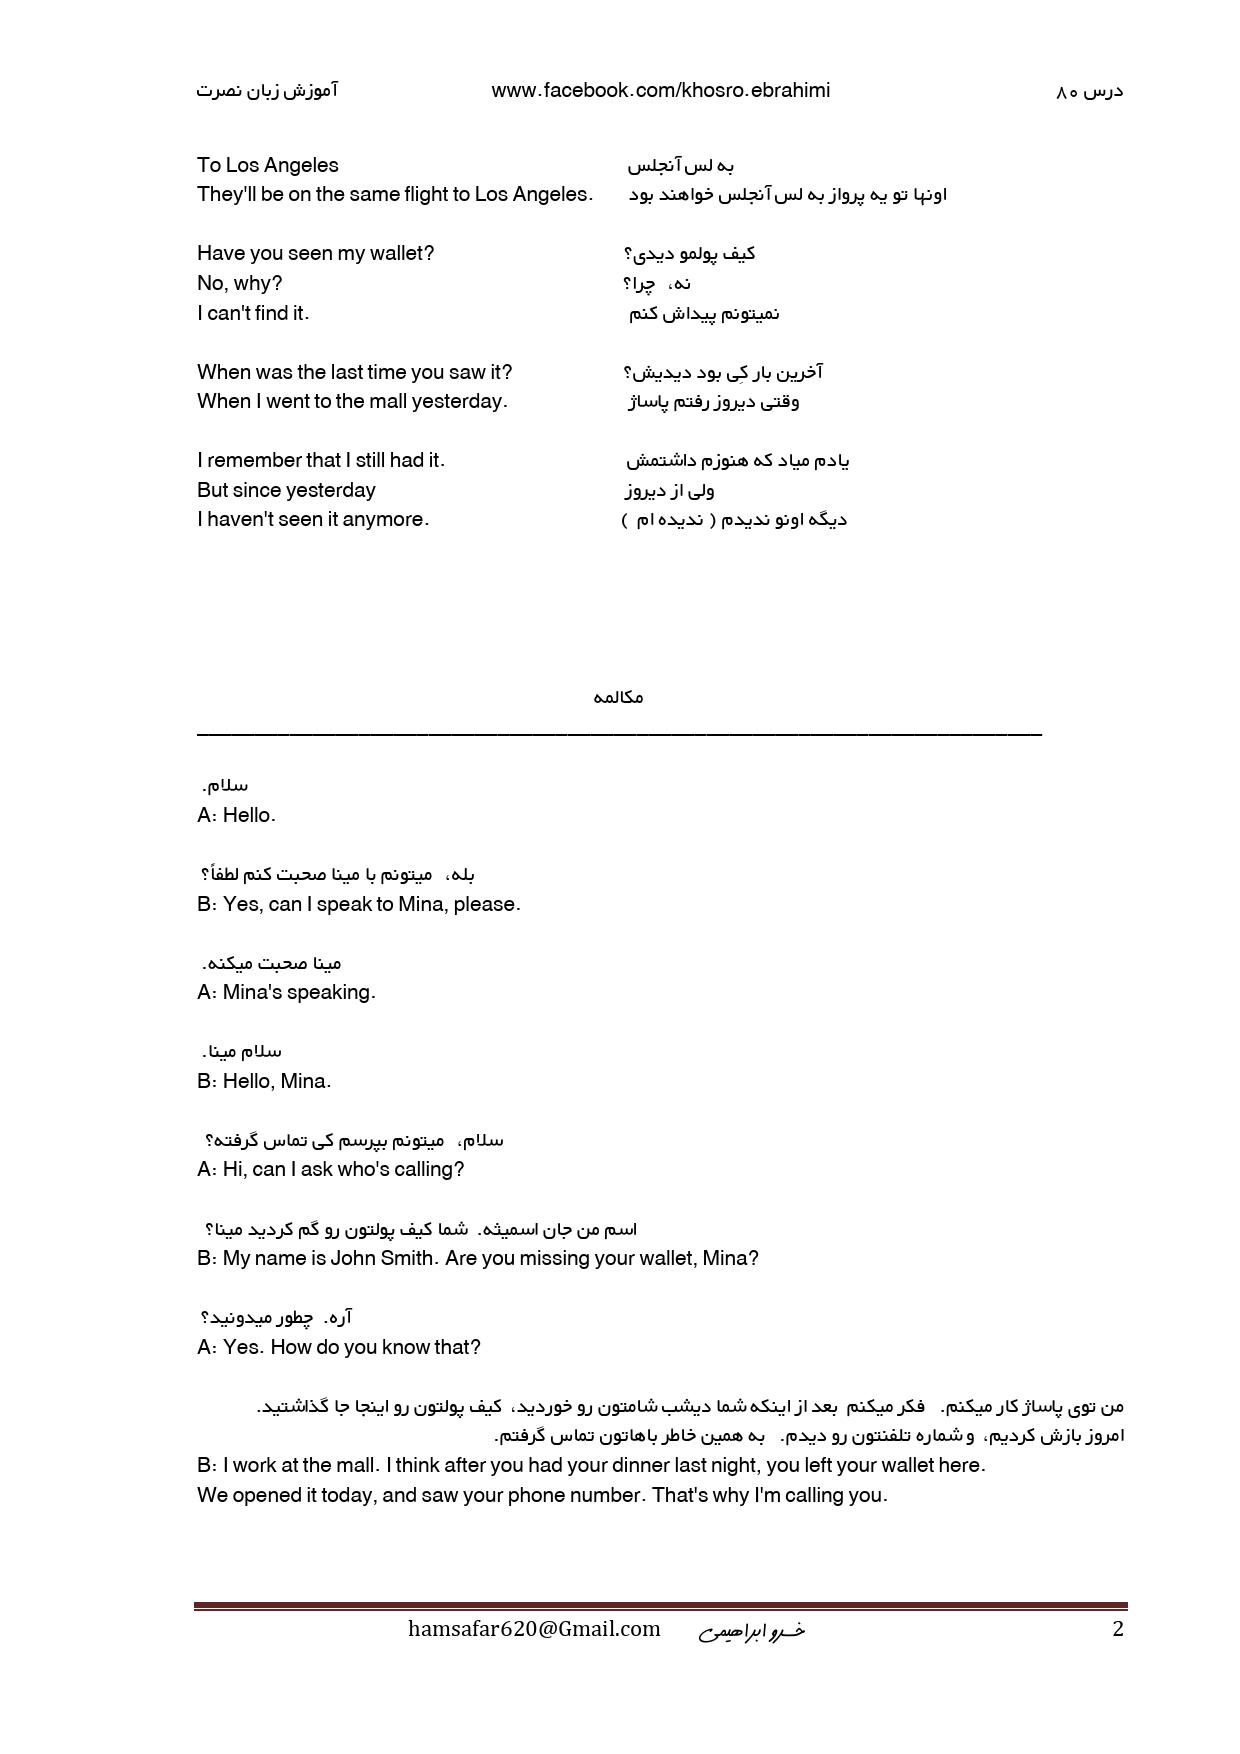 آموزش زبان نصرت www.facebook.com/khosro.ebrahimi درس ۸۰
To Los Angeles به لس آنجلس
They'll be on the same flight to Los Angeles. اونها تو یه پرواز به لس آنجلس خواهند بود
Have you seen my wallet? کیف پولمو دیدی؟
No, why? نه، چرا؟
I can't find it. نمیتونم پیداش کنم
When was the last time you saw it? آخرین بار کِی بود دیدیش؟
When I went to the mall yesterday. وقتی دیروز رفتم پاساژ
I remember that I still had it. یادم میاد که هنوزم داشتمش
But since yesterday ولی از دیروز
I haven't seen it anymore. دیگه اونو ندیدم ( ندیده ام )
مکالمه
سلام.
A: Hello.
بله، میتونم با مینا صحبت کنم لطفاً؟
B: Yes, can I speak to Mina, please.
مینا صحبت میکنه.
A: Mina's speaking.
سلام مینا.
B: Hello, Mina.
سلام، میتونم بپرسم کی تماس گرفته؟
A: Hi, can I ask who's calling?
اسم من جان اسمیثه. شما کیف پولتون رو گم کردید مینا؟
B: My name is John Smith. Are you missing your wallet, Mina?
آره. چطور میدونید؟
A: Yes. How do you know that?
من توی پاساژ کار میکنم. فکر میکنم بعد از اینکه شما دیشب شامتون رو خوردید، کیف پولتون رو اینجا جا گذاشتید.
امروز بازش کردیم، و شماره تلفنتون رو دیدم. به همین خاطر باهاتون تماس گرفتم.
B: I work at the mall. I think after you had your dinner last night, you left your wallet here.
We opened it today, and saw your phone number. That's why I'm calling you.
hamsafar620@Gmail.com خسرو ابراهیمی 2